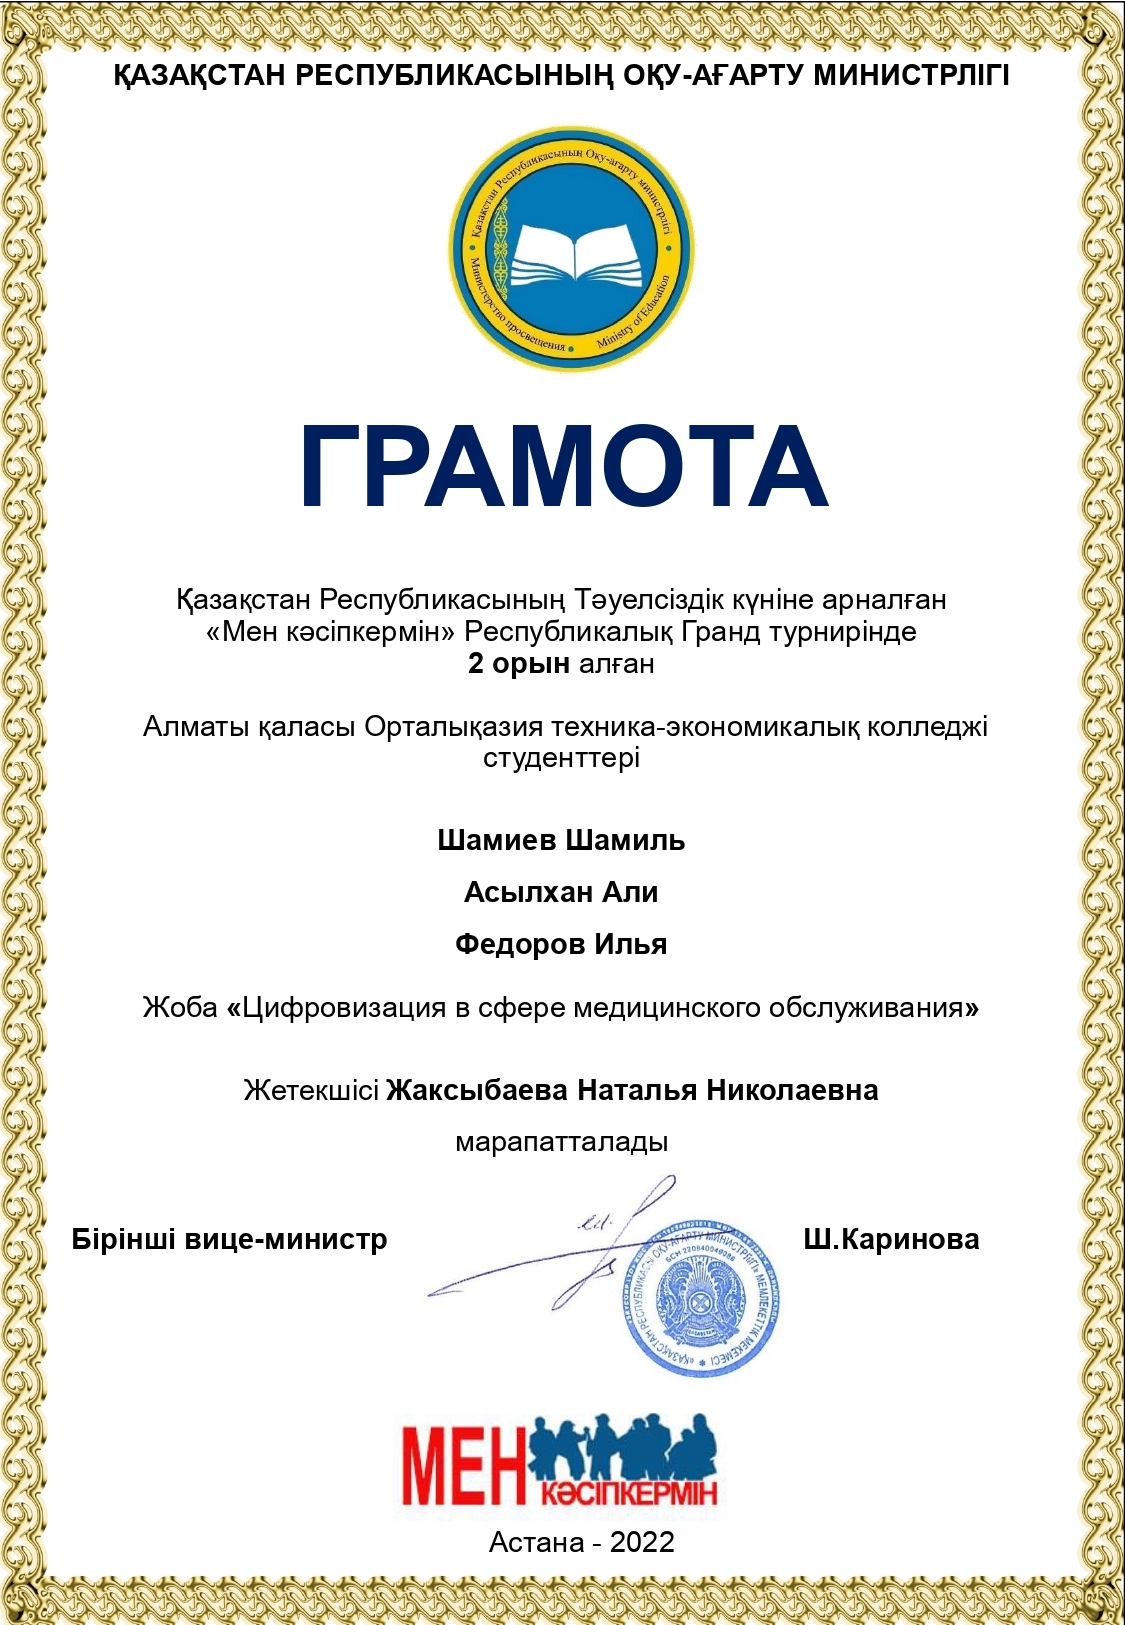 ҚАЗАҚСТАН РЕСПУБЛИКАСЫНЫҢ ОҚУ-АҒАРТУ МИНИСТРЛІГІ
Қазақстан Республикасының Оқу-ағарту министрлігі
Министерство просвещения
Ministry of Education
ГРАМОТА
Қазақстан Республикасының Тәуелсіздік күніне арналған
«Мен кәсіпкермін» Республикалық Гранд турнирінде
2 орын алған
Алматы қаласы Орталықазия техника-экономикалық колледжі
студенттері
Шамиев Шамиль
Асылхан Али
Федоров Илья
Жоба «Цифровизация в сфере медицинского обслуживания»
Жетекшісі Жаксыбаева Наталья Николаевна
марапатталады
Бірінші вице-министр
Ш.Каринова
«ҚАЗАҚСТАН РЕСПУБЛИКАСЫ ОҚУ-АҒАРТУ МИНИСТРЛІГІ» МЕМЛЕКЕТТІК МЕКЕМЕСІ
МЕН
КӘСІПКЕРМІН
Астана - 2022